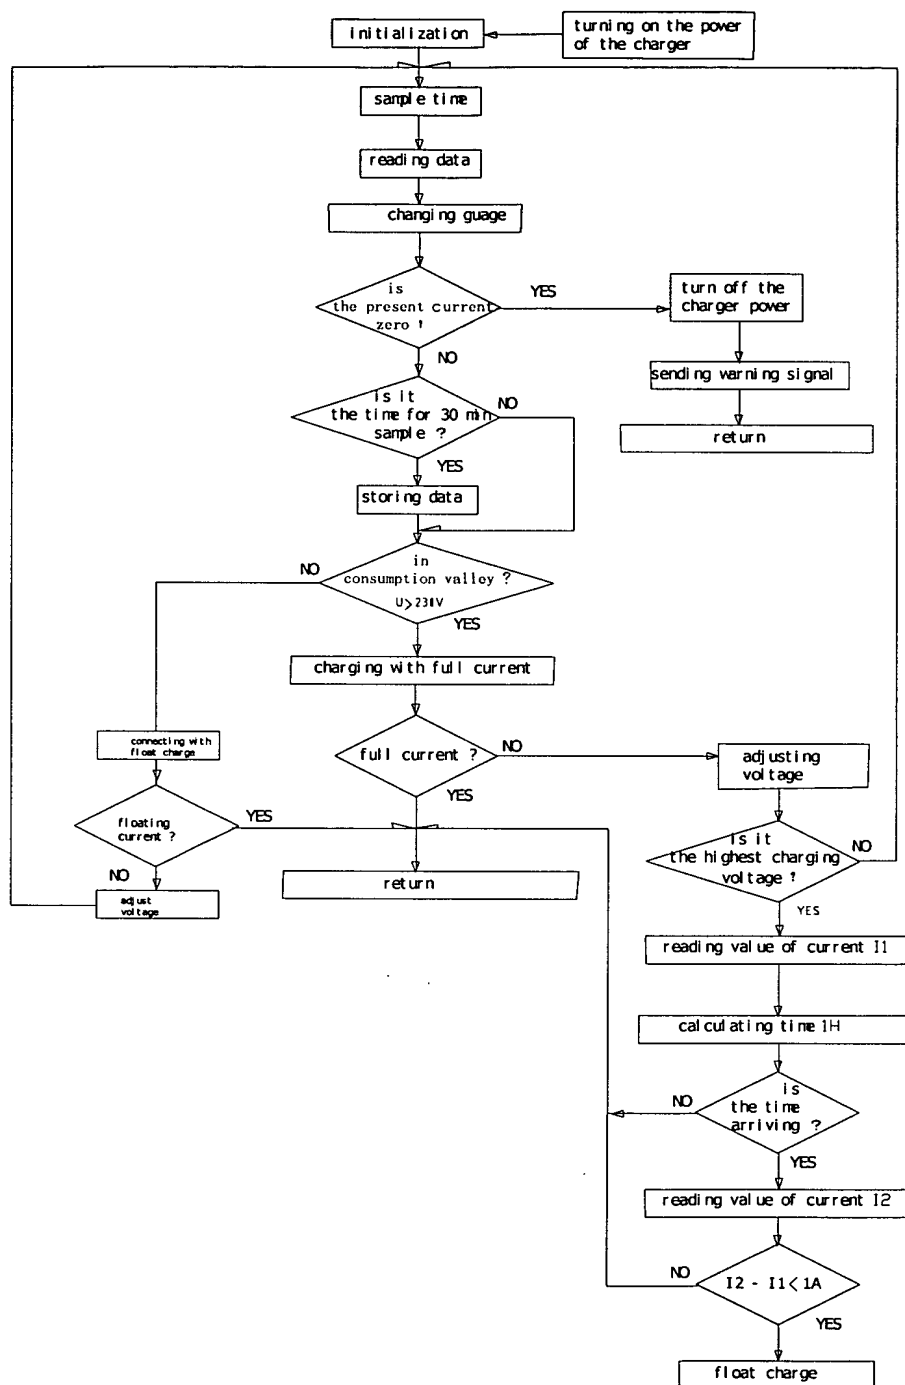 turning on the power
of the charger
initialization
sample time
reading data
changing guage
is
the present current
zero ?
YES
turn off the
charger power
sending warning signal
return
NO
is it
the time for 30 min
sample ?
NO
YES
storing data
in
consumption valley ?
NO
YES
charging with full current
full current ?
NO
YES
adjusting
voltage
connecting with
float charge
floating
current ?
YES
NO
adjust
voltage
return
Is it
the highest charging
voltage ?
NO
YES
reading value of current I1
calculating time 1H
is
the time
arriving ?
NO
YES
reading value of current I2
I2 - I1 < 1A
NO
YES
float charge